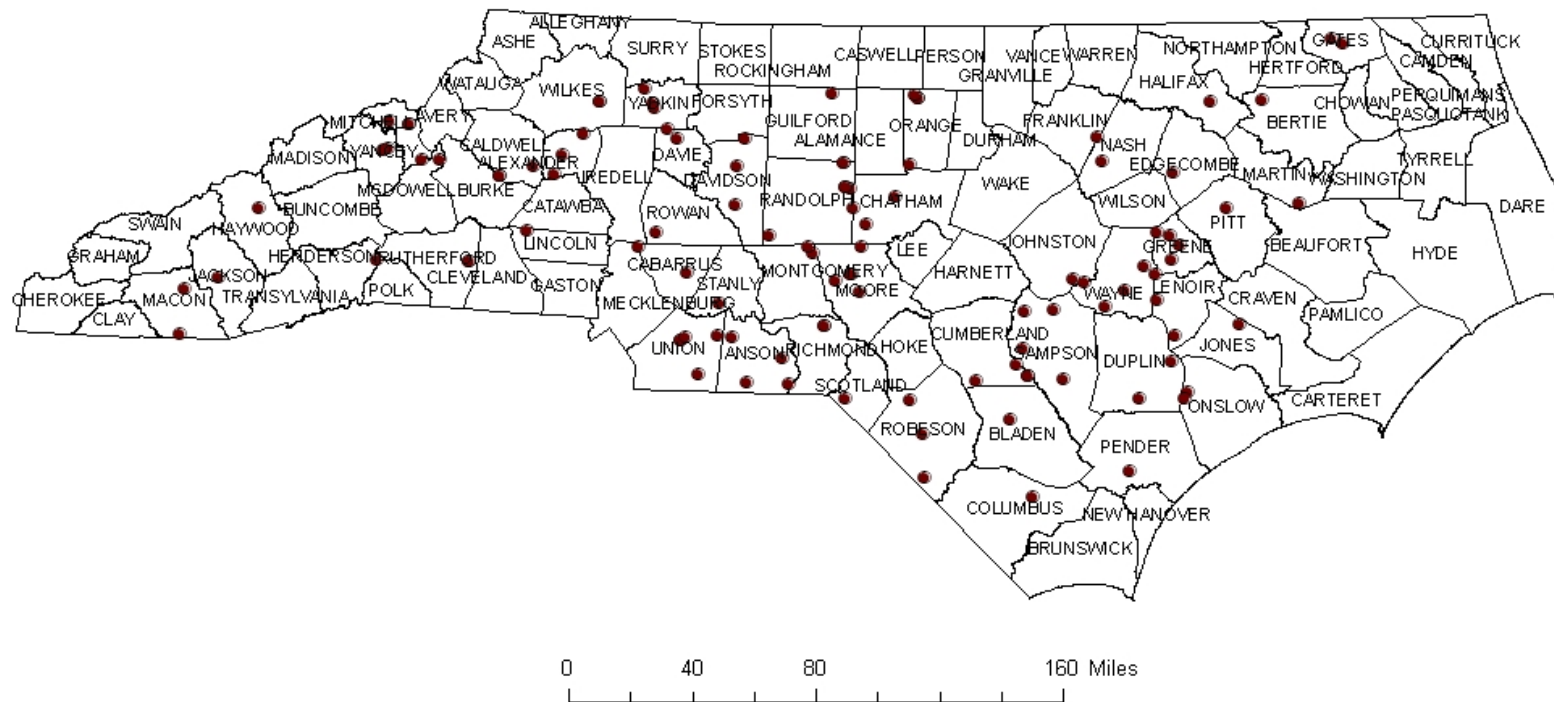 ALLEGHANY
ASHE
SURRY
STOKES
ROCKINGHAM
CASWELL
PERSON
GRANVILLE
VANCE
WARREN
NORTHAMPTON
GATES
CURRITUCK
CAMDEN
HERTFORD
HALIFAX
WATAUGA
WILKES
YADKIN
FORSYTH
PERQUIMANS
CHOWAN
PASQUOTANK
BERTIE
MITCHELL
AVERY
GUILFORD
ALAMANCE
ORANGE
DURHAM
FRANKLIN
NASH
EDGECOMBE
MADISON
YANCEY
CALDWELL
ALEXANDER
IREDELL
DAVIE
DAVIDSON
MARTIN
WASHINGTON
TYRRELL
MCDOWELL
BURKE
CATAWBA
ROWAN
RANDOLPH
CHATHAM
WAKE
WILSON
PITT
DARE
BUNCOMBE
SWAIN
HAYWOOD
LINCOLN
JOHNSTON
GREENE
BEAUFORT
HYDE
GRAHAM
HENDERSON
RUTHERFORD
CLEVELAND
CABARRUS
MONTGOMERY
LEE
HARNETT
CHEROKEE
MACON
JACKSON
TRANSYLVANIA
POLK
GASTON
MECKLENBURG
STANLY
MOORE
WAYNE
LENOIR
CRAVEN
PAMLICO
CLAY
UNION
ANSON
RICHMOND
HOKE
CUMBERLAND
SAMPSON
DUPLIN
JONES
SCOTLAND
ROBESON
BLADEN
ONSLOW
CARTERET
PENDER
COLUMBUS
NEW HANOVER
BRUNSWICK
0 40 80 160 Miles